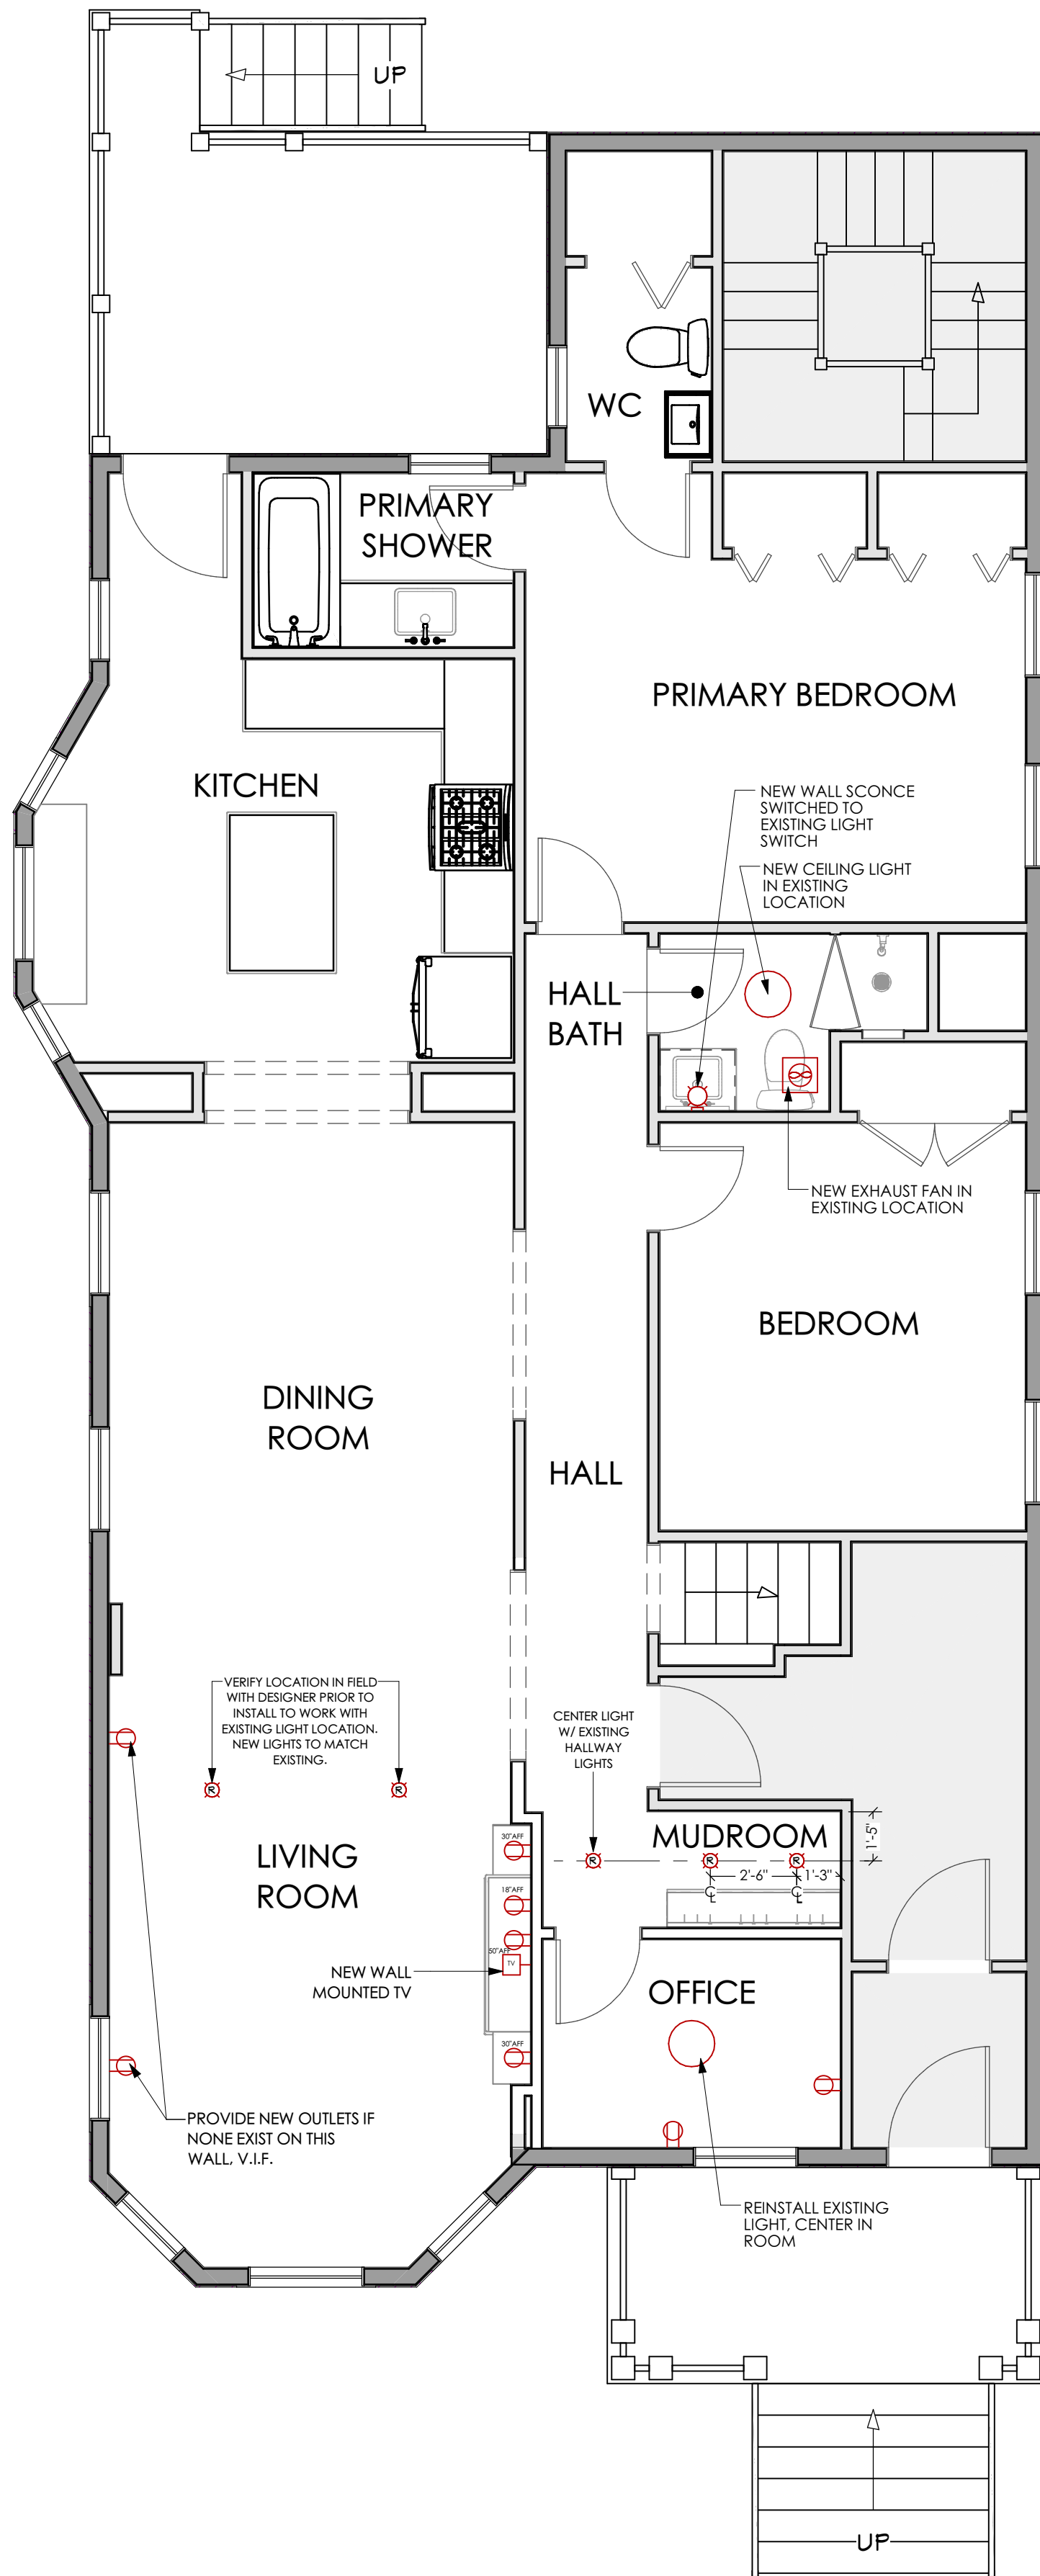 UP
WC
PRIMARY
SHOWER
PRIMARY BEDROOM
KITCHEN
NEW WALL SCONCE
SWITCHED TO
EXISTING LIGHT
SWITCH
NEW CEILING LIGHT
IN EXISTING
LOCATION
HALL
BATH
NEW EXHAUST FAN IN
EXISTING LOCATION
BEDROOM
DINING
ROOM
HALL
VERIFY LOCATION IN FIELD
WITH DESIGNER PRIOR TO
INSTALL TO WORK WITH
EXISTING LIGHT LOCATION.
NEW LIGHTS TO MATCH
EXISTING.
R
R
CENTER LIGHT
W/ EXISTING
HALLWAY
LIGHTS
MUDROOM
R
R
R
1'-5"
2'-6"
1'-3"
CL
CL
LIVING
ROOM
30"AFF
18"AFF
50"AFF
TV
30"AFF
NEW WALL
MOUNTED TV
OFFICE
PROVIDE NEW OUTLETS IF
NONE EXIST ON THIS
WALL, V.I.F.
REINSTALL EXISTING
LIGHT, CENTER IN
ROOM
UP